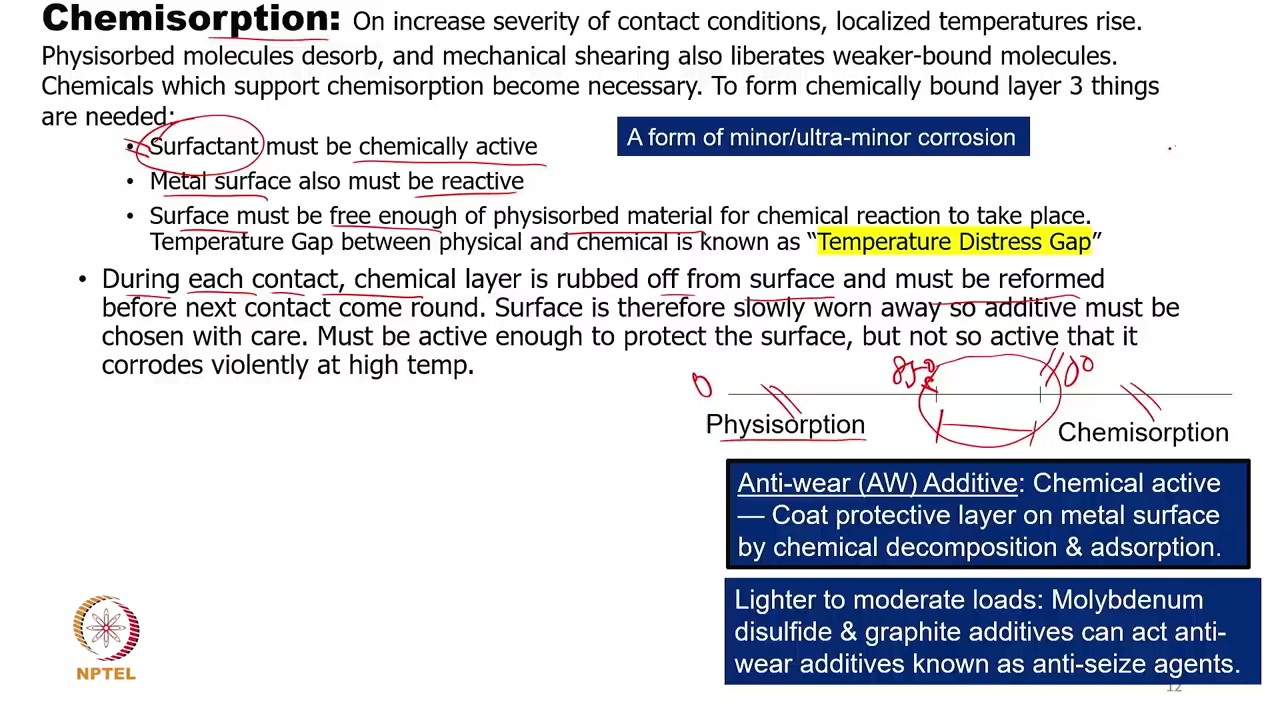 Chemisorption: On increase severity of contact conditions, localized temperatures rise.
Physisorbed molecules desorb, and mechanical shearing also liberates weaker-bound molecules.
Chemicals which support chemisorption become necessary. To form chemically bound layer 3 things
are needed:
• Surfactant must be chemically active
A form of minor/ultra-minor corrosion
• Metal surface also must be reactive
• Surface must be free enough of physisorbed material for chemical reaction to take place.
Temperature Gap between physical and chemical is known as “Temperature Distress Gap”
• During each contact, chemical layer is rubbed off from surface and must be reformed
before next contact come round. Surface is therefore slowly worn away so additive must be
chosen with care. Must be active enough to protect the surface, but not so active that it
corrodes violently at high temp.
Physisorption
Chemisorption
Anti-wear (AW) Additive: Chemical active
— Coat protective layer on metal surface
by chemical decomposition & adsorption.
Lighter to moderate loads: Molybdenum
disulfide & graphite additives can act anti-
wear additives known as anti-seize agents.
NPTEL
12